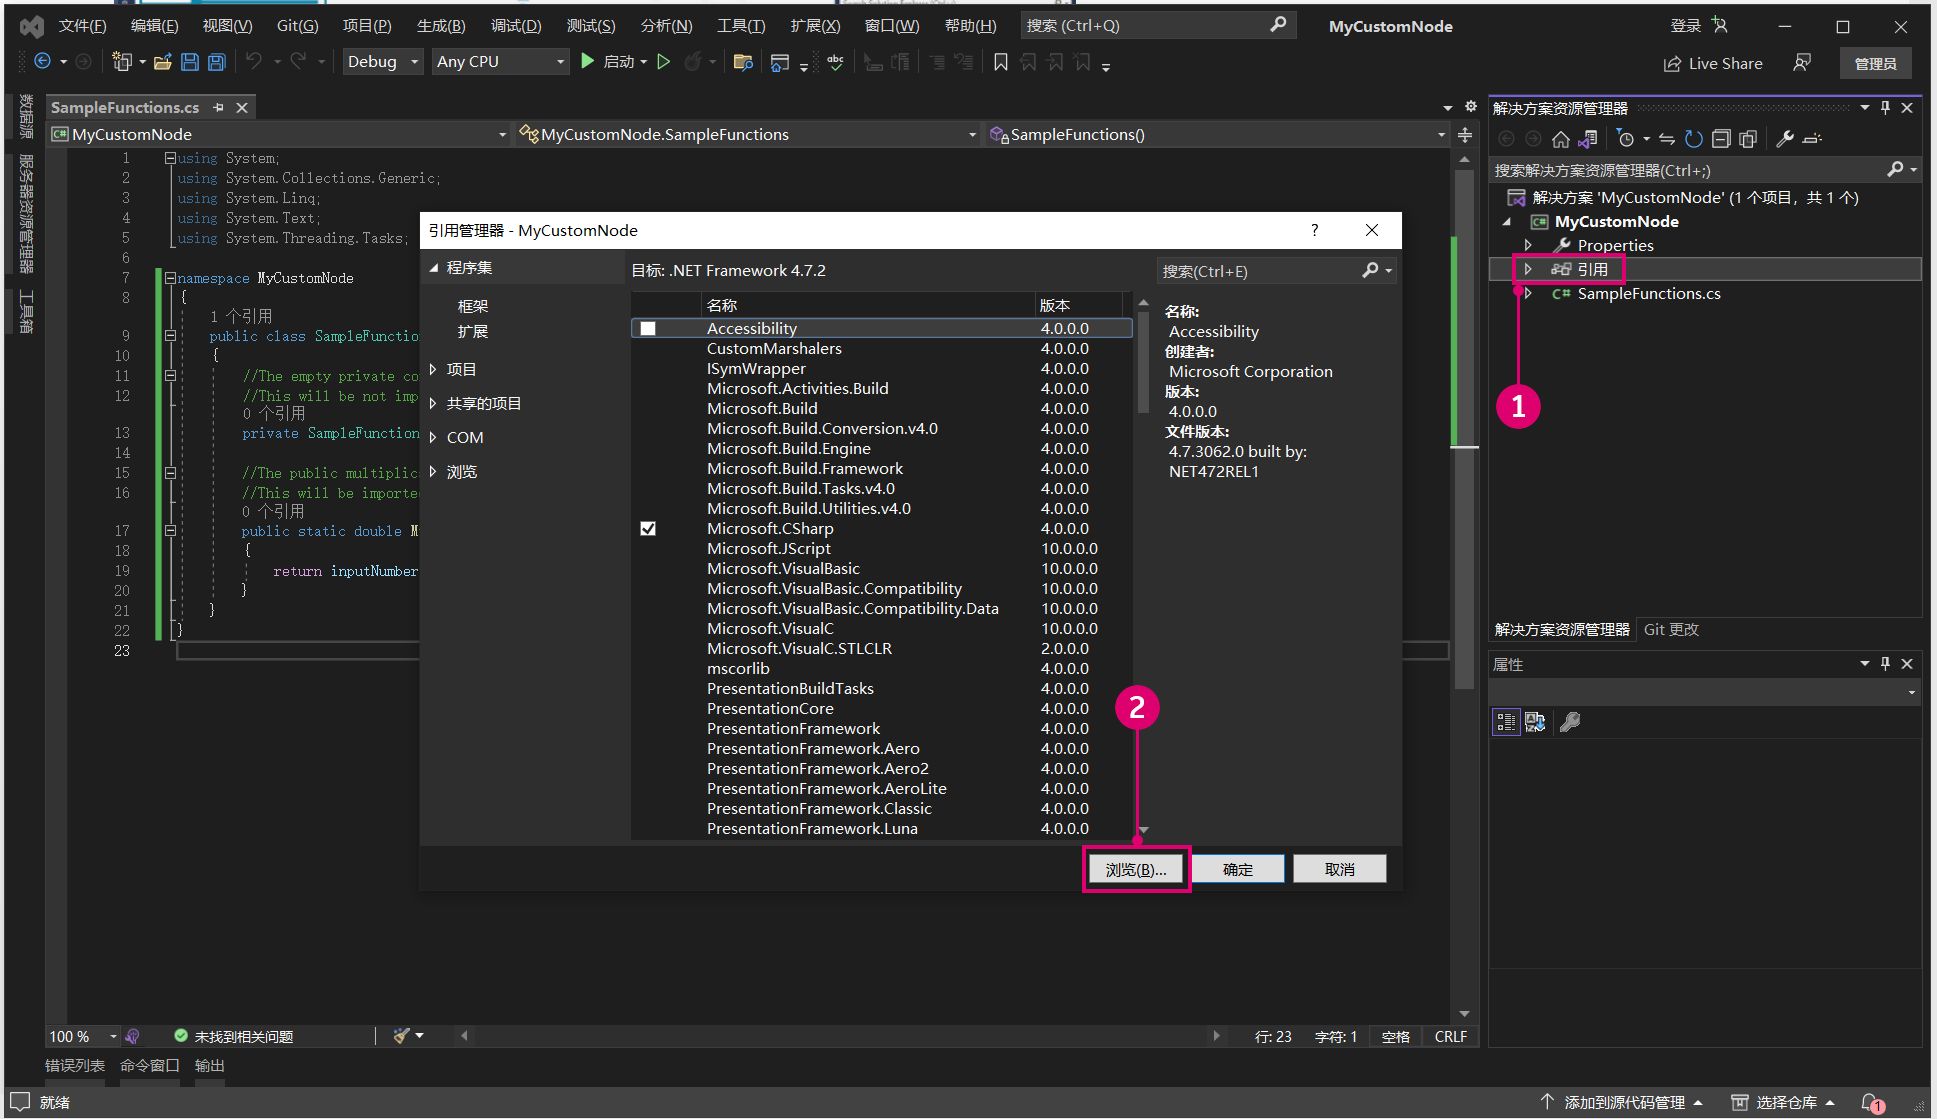 文件(F) 编辑(E) 视图(V) Git(G) 项目(P) 生成(B) 调试(D) 测试(S) 分析(N) 工具(T) 扩展(X) 窗口(W) 帮助(H) 搜索 (Ctrl+Q) MyCustomNode 登录
Debug Any CPU 启动 Live Share 管理员
数据源
服务器资源管理器
工具箱
SampleFunctions.cs
MyCustomNode MyCustomNode.SampleFunctions SampleFunctions()
1 using System;
2 using System.Collections.Generic;
3 using System.Linq;
4 using System.Text;
5 using System.Threading.Tasks;
6
7 namespace MyCustomNode
8 {
1 个引用
9 public class SampleFunctio
10 {
11 //The empty private co
12 //This will be not imp
0 个引用
13 private SampleFunction
14
15 //The public multiplic
16 //This will be importe
0 个引用
17 public static double M
18 {
19 return inputNumber
20 }
21 }
22 }
23
引用管理器 - MyCustomNode ?
程序集
框架
扩展
项目
共享的项目
COM
浏览
目标: .NET Framework 4.7.2
搜索(Ctrl+E)
名称 版本
Accessibility 4.0.0.0
CustomMarshalers 4.0.0.0
ISymWrapper 4.0.0.0
Microsoft.Activities.Build 4.0.0.0
Microsoft.Build 4.0.0.0
Microsoft.Build.Conversion.v4.0 4.0.0.0
Microsoft.Build.Engine 4.0.0.0
Microsoft.Build.Framework 4.0.0.0
Microsoft.Build.Tasks.v4.0 4.0.0.0
Microsoft.Build.Utilities.v4.0 4.0.0.0
Microsoft.CSharp 4.0.0.0
Microsoft.JScript 10.0.0.0
Microsoft.VisualBasic 10.0.0.0
Microsoft.VisualBasic.Compatibility 10.0.0.0
Microsoft.VisualBasic.Compatibility.Data 10.0.0.0
Microsoft.VisualC 10.0.0.0
Microsoft.VisualC.STLCLR 2.0.0.0
mscorlib 4.0.0.0
PresentationBuildTasks 4.0.0.0
PresentationCore 4.0.0.0
PresentationFramework 4.0.0.0
PresentationFramework.Aero 4.0.0.0
PresentationFramework.Aero2 4.0.0.0
PresentationFramework.AeroLite 4.0.0.0
PresentationFramework.Classic 4.0.0.0
PresentationFramework.Luna 4.0.0.0
名称:
Accessibility
创建者:
Microsoft Corporation
版本:
4.0.0.0
文件版本:
4.7.3062.0 built by:
NET472REL1
2
浏览(B)... 确定 取消
解决方案资源管理器
搜索解决方案资源管理器(Ctrl+;)
解决方案 'MyCustomNode' (1 个项目, 共 1 个)
MyCustomNode
Properties
引用
SampleFunctions.cs
1
解决方案资源管理器 Git 更改
属性
100 % 未找到相关问题 行: 23 字符: 1 空格 CRLF
错误列表 命令窗口 输出
就绪 添加到源代码管理 选择仓库 1